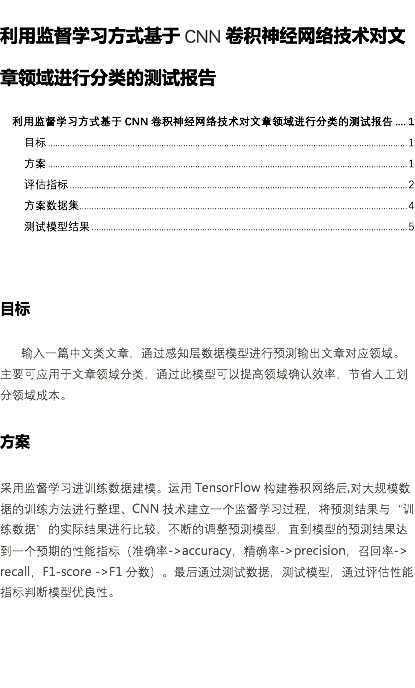 利用监督学习方式基于 CNN 卷积神经网络技术对文
章领域进行分类的测试报告
利用监督学习方式基于 CNN 卷积神经网络技术对文章领域进行分类的测试报告 .... 1
目标 ........ 1
方案 ........ 1
评估指标 ........ 2
方案数据集 ........ 4
测试模型结果 ........ 5
目标
输入一篇中文类文章，通过感知层数据模型进行预测输出文章对应领域。
主要可应用于文章领域分类，通过此模型可以提高领域确认效率，节省人工划
分领域成本。
方案
采用监督学习进训练数据建模。运用 TensorFlow 构建卷积网络后,对大规模数
据的训练方法进行整理、CNN 技术建立一个监督学习过程，将预测结果与“训
练数据”的实际结果进行比较，不断的调整预测模型，直到模型的预测结果达
到一个预期的性能指标（准确率->accuracy，精确率->precision，召回率->
recall，F1-score ->F1 分数）。最后通过测试数据，测试模型，通过评估性能
指标判断模型优良性。